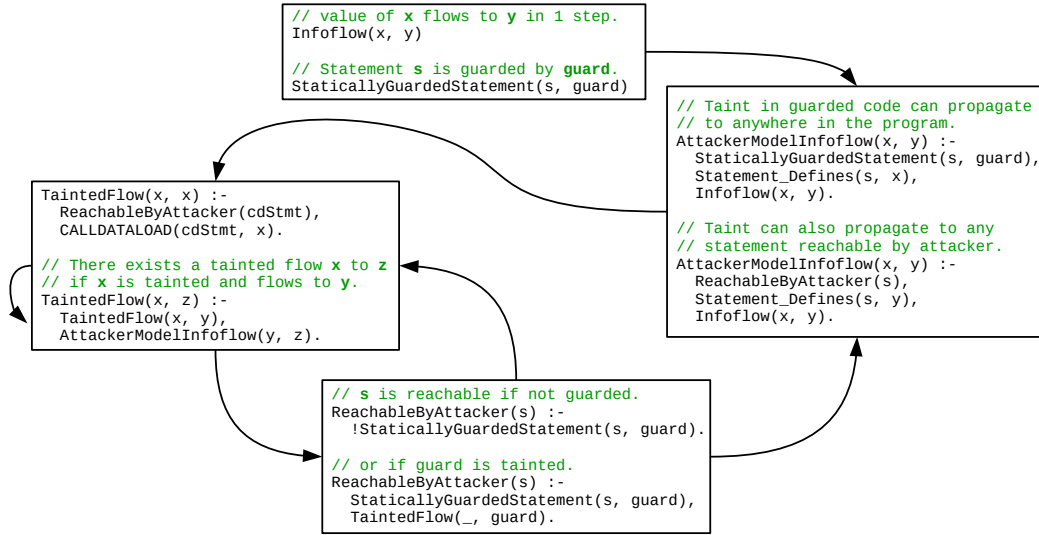 // value of x flows to y in 1 step.
Infoflow(x, y)
// Statement s is guarded by guard.
StaticallyGuardedStatement(s, guard)
// Taint in guarded code can propagate
// to anywhere in the program.
AttackerModelInfoflow(x, y) :-
StaticallyGuardedStatement(s, guard),
Statement_Defines(s, x),
Infoflow(x, y).
// Taint can also propagate to any
// statement reachable by attacker.
AttackerModelInfoflow(x, y) :-
ReachableByAttacker(s),
Statement_Defines(s, y),
Infoflow(x, y).
TaintedFlow(x, x) :-
ReachableByAttacker(cdStmt),
CALLDATALOAD(cdStmt, x).
// There exists a tainted flow x to z
// if x is tainted and flows to y.
TaintedFlow(x, z) :-
TaintedFlow(x, y),
AttackerModelInfoflow(y, z).
// s is reachable if not guarded.
ReachableByAttacker(s) :-
!StaticallyGuardedStatement(s, guard).
// or if guard is tainted.
ReachableByAttacker(s) :-
StaticallyGuardedStatement(s, guard),
TaintedFlow(_, guard).